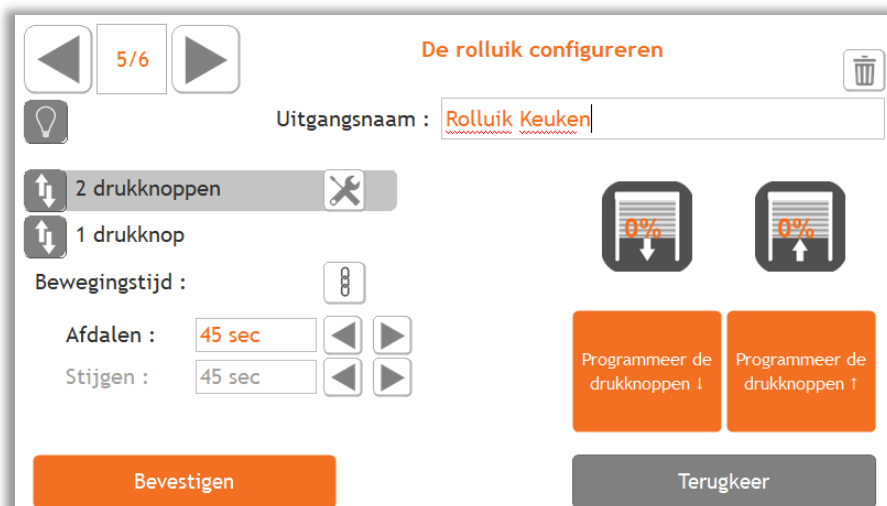 5/6
De rolluik configureren
Uitgangsnaam :
Rolluik Keuken
2 drukknoppen
1 drukknop
0%
0%
Bewegingstijd :
Afdalen :
45 sec
Stijgen :
45 sec
Programmeer de
drukknoppen ↓
Programmeer de
drukknoppen ↑
Bevestigen
Terugkeer